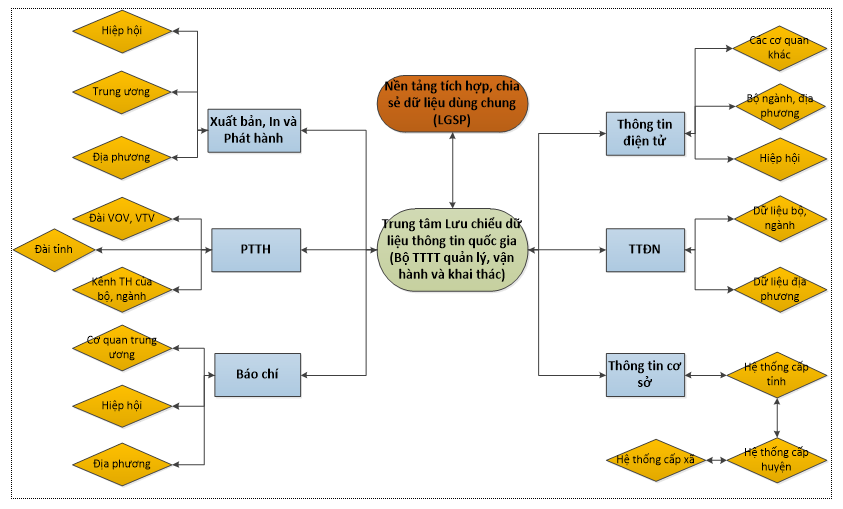 Hiệp hội
Trung ương
Địa phương
Xuất bản, In và
Phát hành
Nền tảng tích hợp, chia
sẻ dữ liệu dùng chung
(LGSP)
Thông tin
điện tử
Các cơ quan
khác
Bộ ngành, địa
phương
Hiệp hội
Đài VOV, VTV
Đài tỉnh
Kênh TH của
bộ, ngành
PTTH
Trung tâm Lưu chiểu dữ
liệu thông tin quốc gia
(Bộ TTTT quản lý, vận
hành và khai thác)
TTĐN
Dữ liệu bộ,
ngành
Dữ liệu địa
phương
Cơ quan trung
ương
Hiệp hội
Địa phương
Báo chí
Thông tin cơ
sở
Hệ thống cấp
tỉnh
Hệ thống cấp xã
Hệ thống cấp
huyện